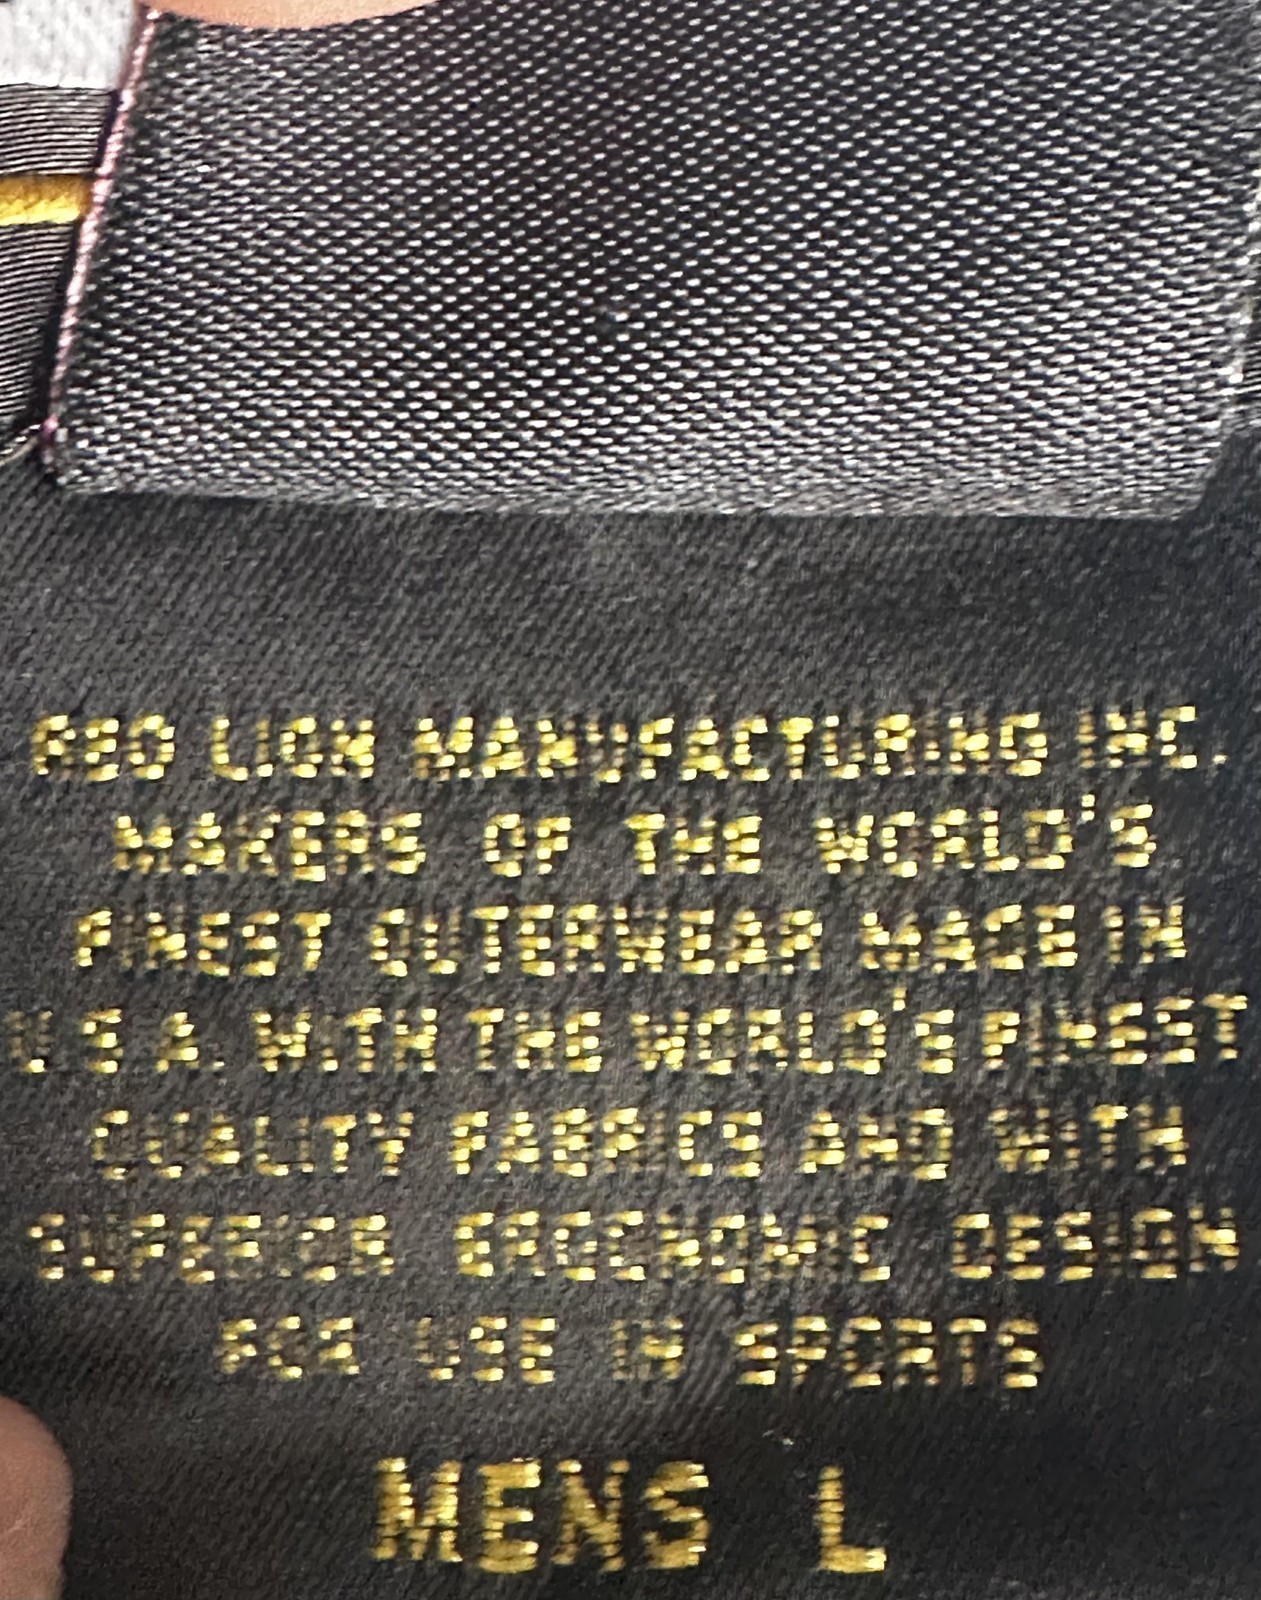 RED LION MANUFACTURING INC.
MAKERS OF THE WORLD'S
FINEST OUTERWEAR MADE IN
U.S.A. WITH THE WORLD'S FINEST
QUALITY FABRICS AND WITH
SUPERIOR ERGENOMIC DESIGN
FOR USE IN SPORTS
MENS L